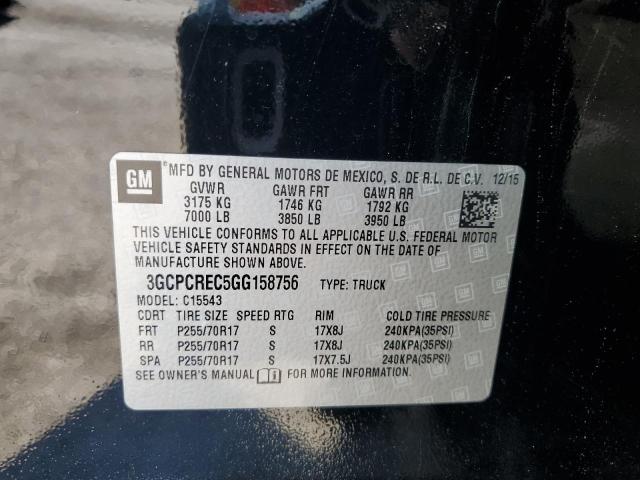 GM
MFD BY GENERAL MOTORS DE MEXICO, S. DE R.L. DE C.V. 12/15
GVWR GAWR FRT GAWR RR
3175 KG 1746 KG 1792 KG
7000 LB 3850 LB 3950 LB
THIS VEHICLE CONFORMS TO ALL APPLICABLE U.S. FEDERAL MOTOR
VEHICLE SAFETY STANDARDS IN EFFECT ON THE DATE OF
MANUFACTURE SHOWN ABOVE.
3GCPCREC5GG158756 TYPE: TRUCK
MODEL: C15543
CDRT TIRE SIZE SPEED RTG RIM COLD TIRE PRESSURE
FRT P255/70R17 S 17X8J 240KPA(35PSI)
RR P255/70R17 S 17X8J 240KPA(35PSI)
SPA P255/70R17 S 17X7.5J 240KPA(35PSI)
SEE OWNER'S MANUAL FOR MORE INFORMATION.